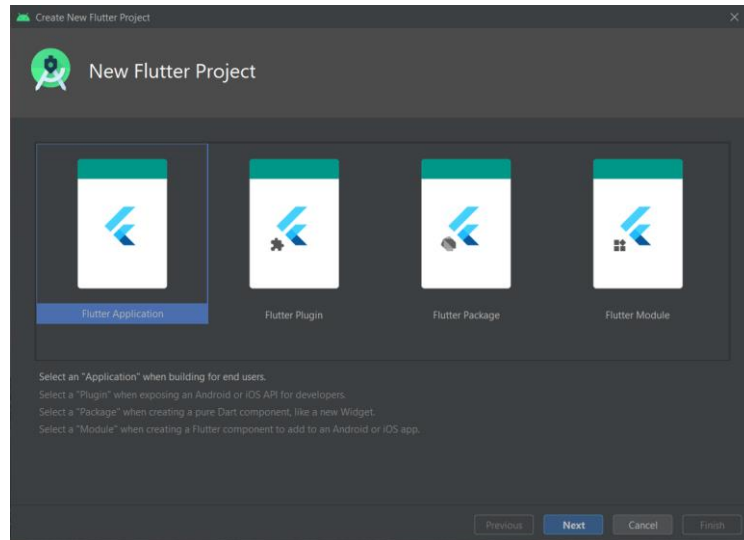 Create New Flutter Project
New Flutter Project
Flutter Application
Flutter Plugin
Flutter Package
Flutter Module
Select an "Application" when building for end users.
Select a "Plugin" when exposing an Android or iOS API for developers.
Select a "Package" when creating a pure Dart component, like a new Widget.
Select a "Module" when creating a Flutter component to add to an Android or iOS app.
Previous Next Cancel Finish